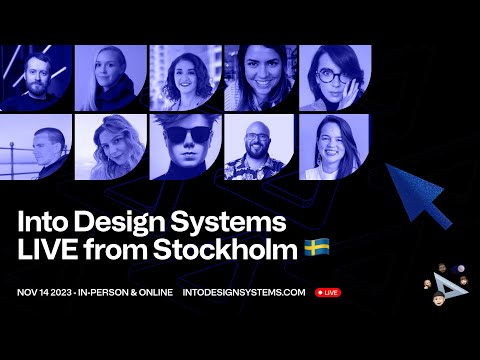 Into Design Systems
LIVE from Stockholm 🇸🇪
NOV 14 2023 - IN-PERSON & ONLINE INTODESIGNSYSTEMS.COM LIVE